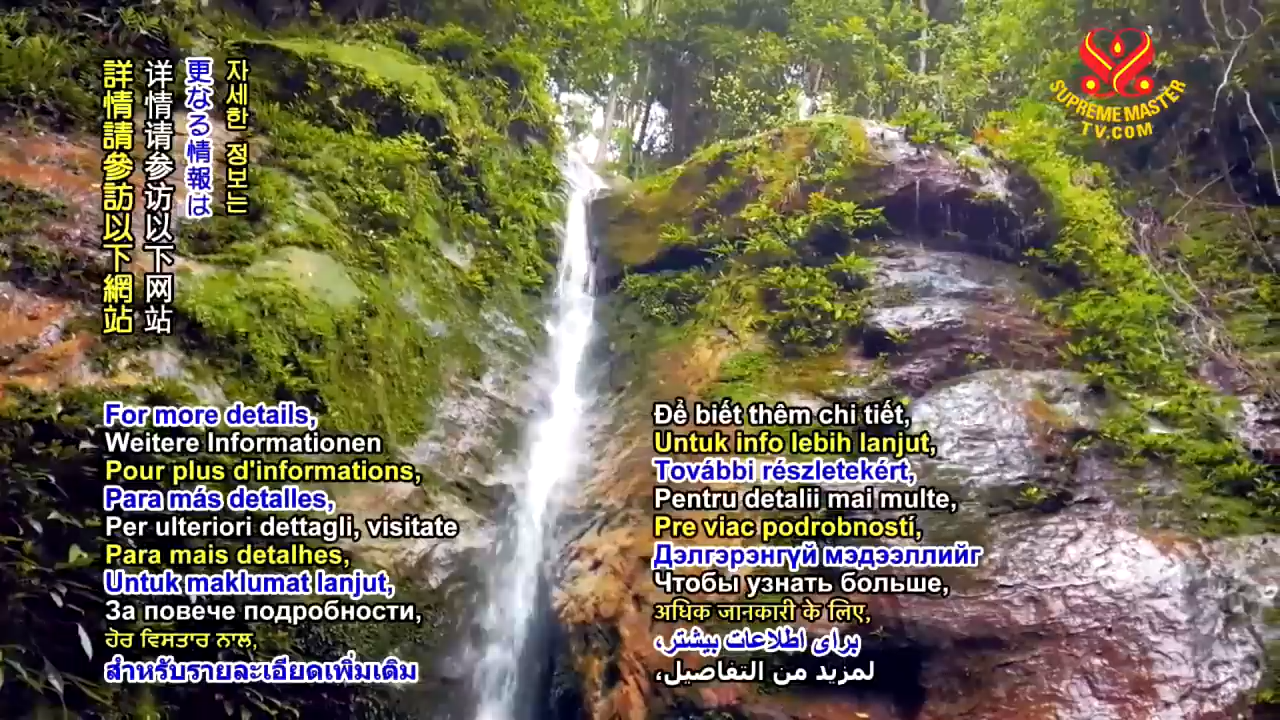 詳情請參訪以下網站
详情请参访以下网站
更なる情報は
자세한 정보는
SUPREME MASTER
TV.COM
For more details,
Weitere Informationen
Pour plus d'informations,
Para más detalles,
Per ulteriori dettagli, visitate
Para mais detalhes,
Untuk maklumat lanjut,
За повече подробности,
ਹੋਰ ਵਿਸਤਾਰ ਨਾਲ,
สำหรับรายละเอียดเพิ่มเติม
Để biết thêm chi tiết,
Untuk info lebih lanjut,
További részletekért,
Pentru detalii mai multe,
Pre viac podrobností,
Дэлгэрэнгүй мэдээллийг
Чтобы узнать больше,
अधिक जानकारी के लिए,
برای اطلاعات بیشتر،
لمزيد من التفاصيل،